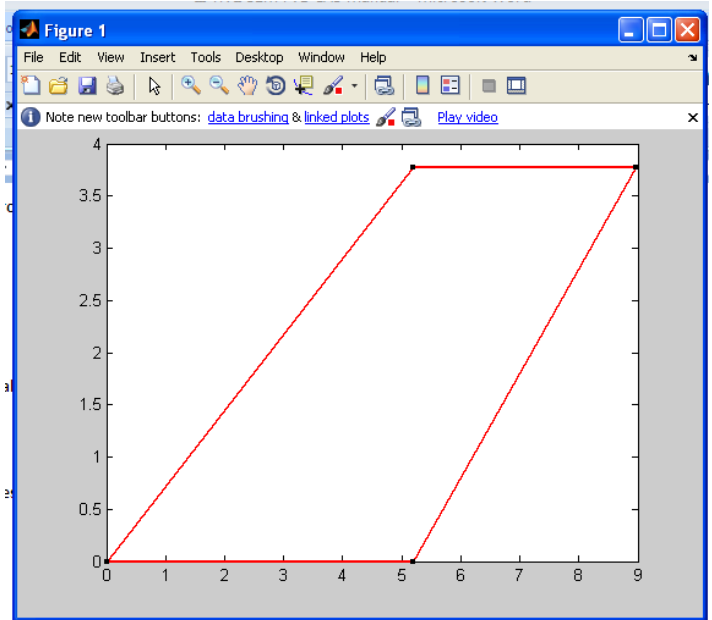 Figure 1
File Edit View Insert Tools Desktop Window Help
Note new toolbar buttons: data brushing & linked plots Play video
4
3.5
3
2.5
2
1.5
1
0.5
0
0 1 2 3 4 5 6 7 8 9